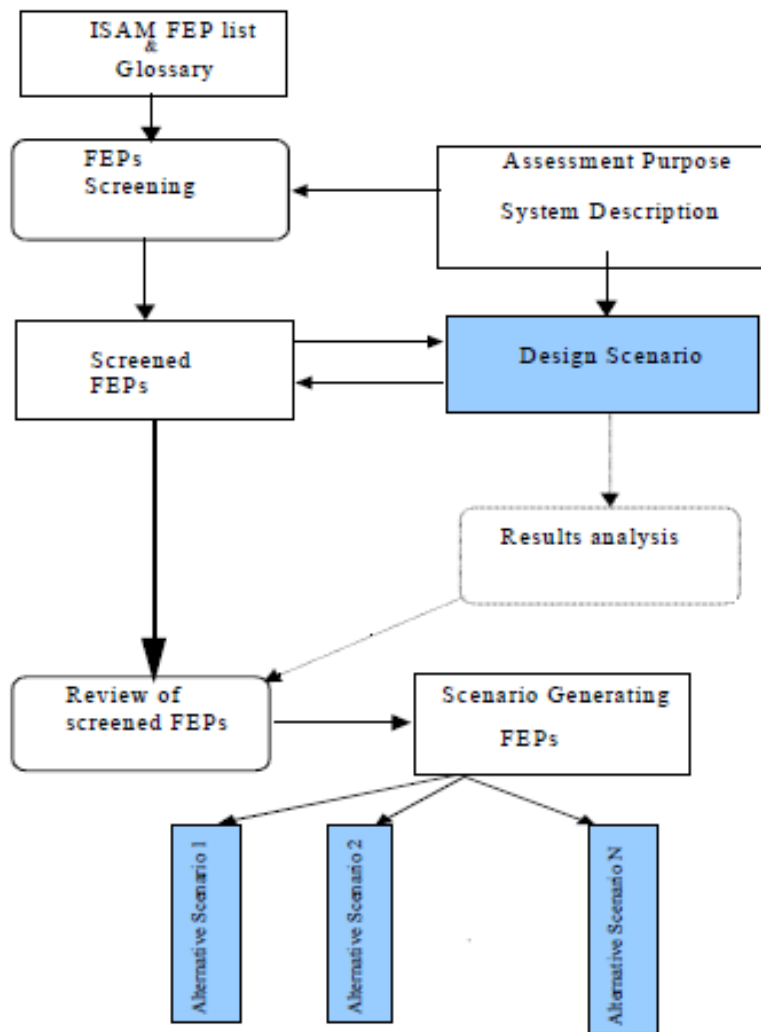 ISAM FEP list
&
Glossary
FEPs
Screening
Assessment Purpose
System Description
Screened
FEPs
Design Scenario
Results analysis
Review of
screened FEPs
Scenario Generating
FEPs
Alternative Scenario 1
Alternative Scenario 2
Alternative Scenario N